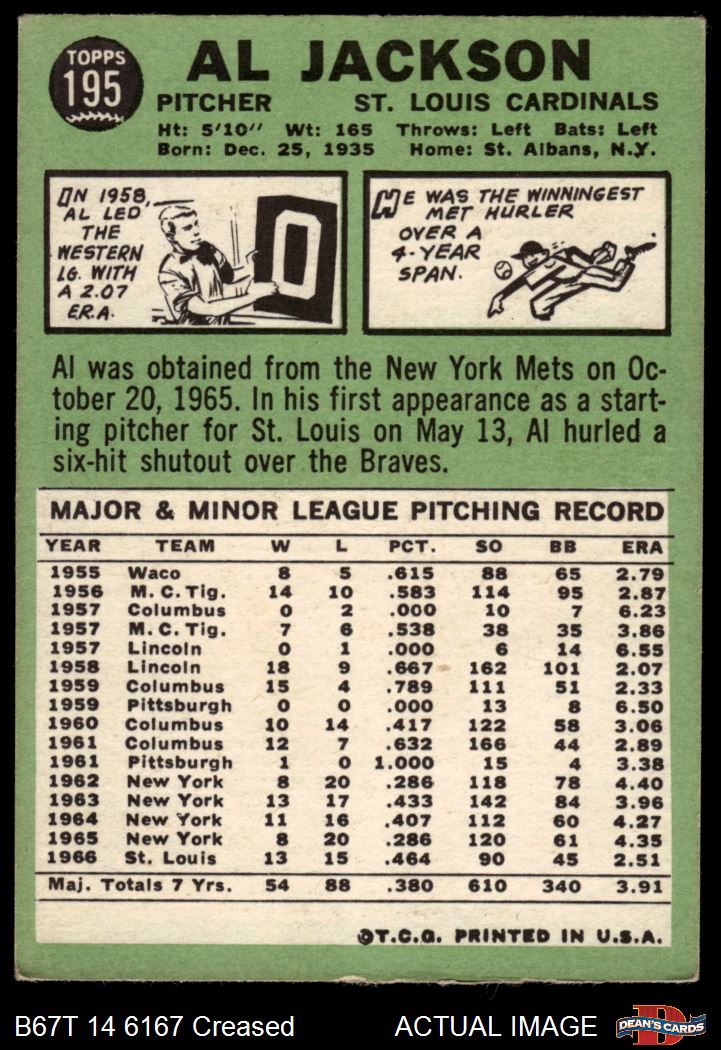 TOPPS
195
AL JACKSON
PITCHER ST. LOUIS CARDINALS
Ht: 5'10" Wt: 165 Throws: Left Bats: Left
Born: Dec. 25, 1935 Home: St. Albans, N.Y.
IN 1958,
AL LED
THE
WESTERN
LG. WITH
A 2.07
E.R.A.
0
HE WAS THE WINNINGEST
MET HURLER
OVER A
4-YEAR
SPAN.
Al was obtained from the New York Mets on Oc-
tober 20, 1965. In his first appearance as a start-
ing pitcher for St. Louis on May 13, Al hurled a
six-hit shutout over the Braves.
MAJOR & MINOR LEAGUE PITCHING RECORD
YEAR TEAM W L PCT. SO BB ERA
1955 Waco 8 5 .615 88 65 2.79
1956 M. C. Tig. 14 10 .583 114 95 2.87
1957 Columbus 0 2 .000 10 7 6.23
1957 M. C. Tig. 7 6 .538 38 35 3.86
1957 Lincoln 0 1 .000 6 14 6.55
1958 Lincoln 18 9 .667 162 101 2.07
1959 Columbus 15 4 .789 111 51 2.33
1959 Pittsburgh 0 0 .000 13 8 6.50
1960 Columbus 10 14 .417 122 58 3.06
1961 Columbus 12 7 .632 166 44 2.89
1961 Pittsburgh 1 0 1.000 15 4 3.38
1962 New York 8 20 .286 118 78 4.40
1963 New York 13 17 .433 142 84 3.96
1964 New York 11 16 .407 112 60 4.27
1965 New York 8 20 .286 120 61 4.35
1966 St. Louis 13 15 .464 90 45 2.51
Maj. Totals 7 Yrs. 54 88 .380 610 340 3.91
©T.C.G. PRINTED IN U.S.A.
B67T 14 6167 Creased ACTUAL IMAGE
D
DEAN'S CARDS